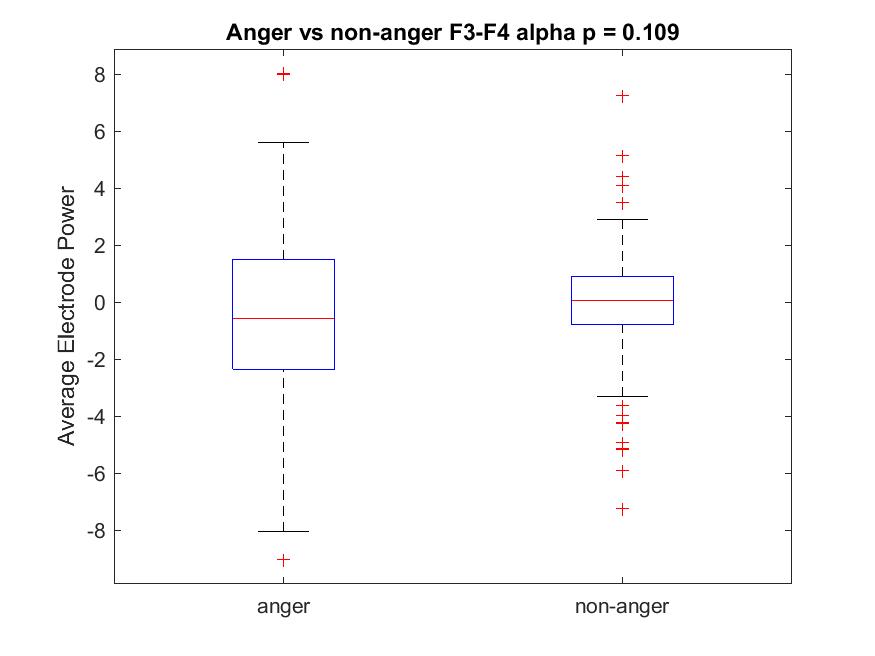 Anger vs non-anger F3-F4 alpha p = 0.109
Average Electrode Power
8
6
4
2
0
-2
-4
-6
-8
anger
non-anger